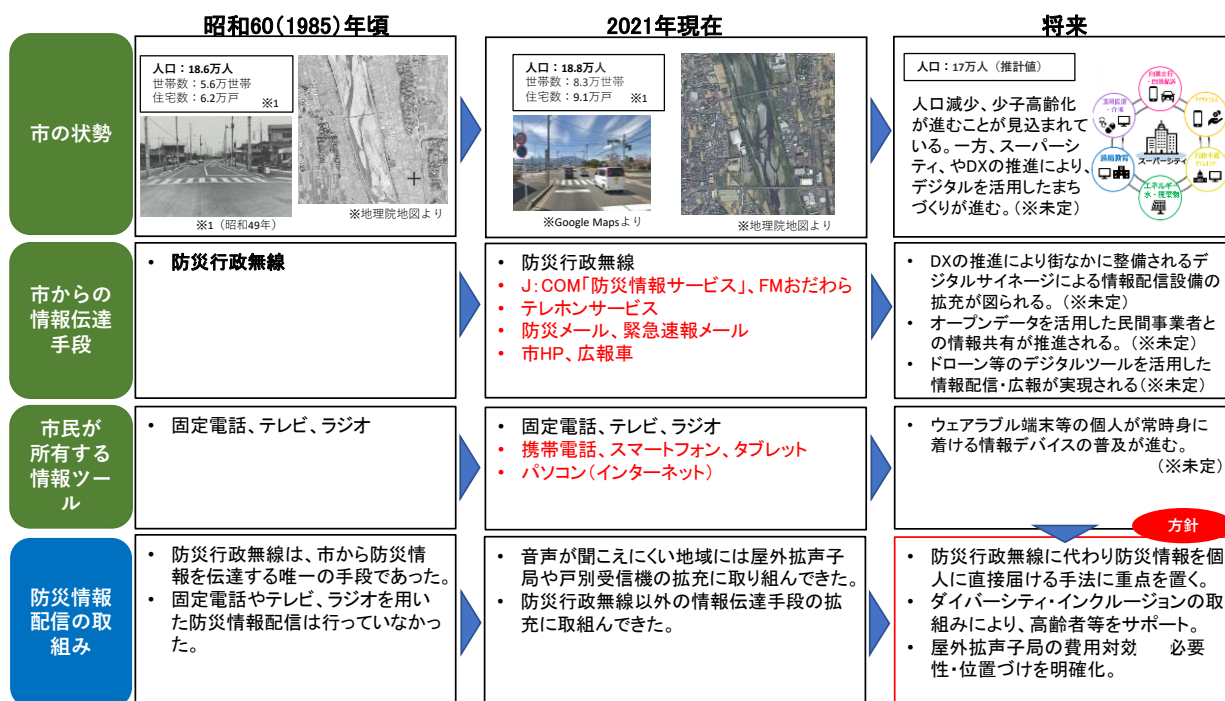 昭和60(1985)年頃
2021年現在
将来
市の状勢
人口：18.6万人
世帯数：5.6万世帯
住宅数：6.2万戸
※1
※1（昭和49年）
※地理院地図より
人口：18.8万人
世帯数：8.3万世帯
住宅数：9.1万戸
※1
※Google Mapsより
※地理院地図より
人口：17万人（推計値）
人口減少、少子高齢化
が進むことが見込まれて
いる。一方、スーパーシ
ティ、やDXの推進により、
デジタルを活用したまち
づくりが進む。（※未定）
スーパーシティ
遠隔教育
エネルギー
水・廃棄物
市からの
情報伝達
手段
• 防災行政無線
• 防災行政無線
• J:COM「防災情報サービス」、FMおだわら
• テレホンサービス
• 防災メール、緊急速報メール
• 市HP、広報車
• DXの推進により街なかに整備されるデ
ジタルサイネージによる情報配信設備の
拡充が図られる。（※未定）
• オープンデータを活用した民間事業者と
の情報共有が推進される。（※未定）
• ドローン等のデジタルツールを活用した
情報配信・広報が実現される（※未定）
市民が
所有する
情報ツー
ル
• 固定電話、テレビ、ラジオ
• 固定電話、テレビ、ラジオ
• 携帯電話、スマートフォン、タブレット
• パソコン（インターネット）
• ウェアラブル端末等の個人が常時身に
着ける情報デバイスの普及が進む。
（※未定）
方針
防災情報
配信の取
組み
• 防災行政無線は、市から防災情
報を伝達する唯一の手段であった。
• 固定電話やテレビ、ラジオを用い
た防災情報配信は行っていなかっ
た。
• 音声が聞こえにくい地域には屋外拡声子
局や戸別受信機の拡充に取り組んできた。
• 防災行政無線以外の情報伝達手段の拡
充に取組んできた。
• 防災行政無線に代わり防災情報を個
人に直接届ける手法に重点を置く。
• ダイバーシティ・インクルージョンの取
組みにより、高齢者等をサポート。
• 屋外拡声子局の費用対効 必要
性・位置づけを明確化。